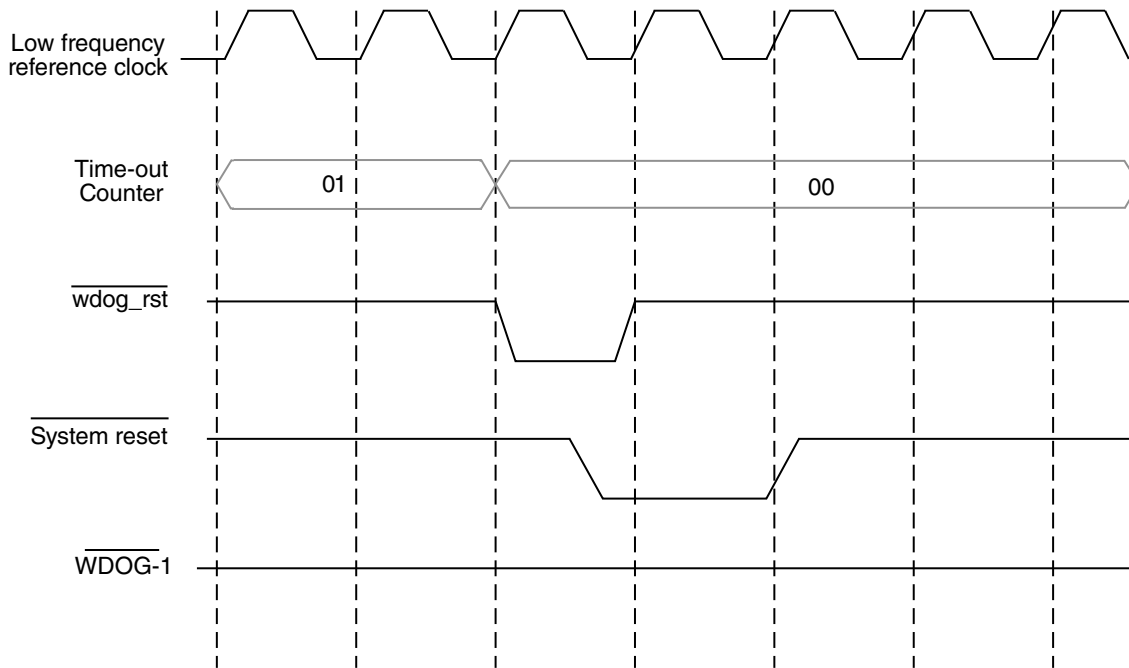 Low frequency
reference clock
Time-out
Counter
01
00
wdog_rst
System reset
WDOG-1